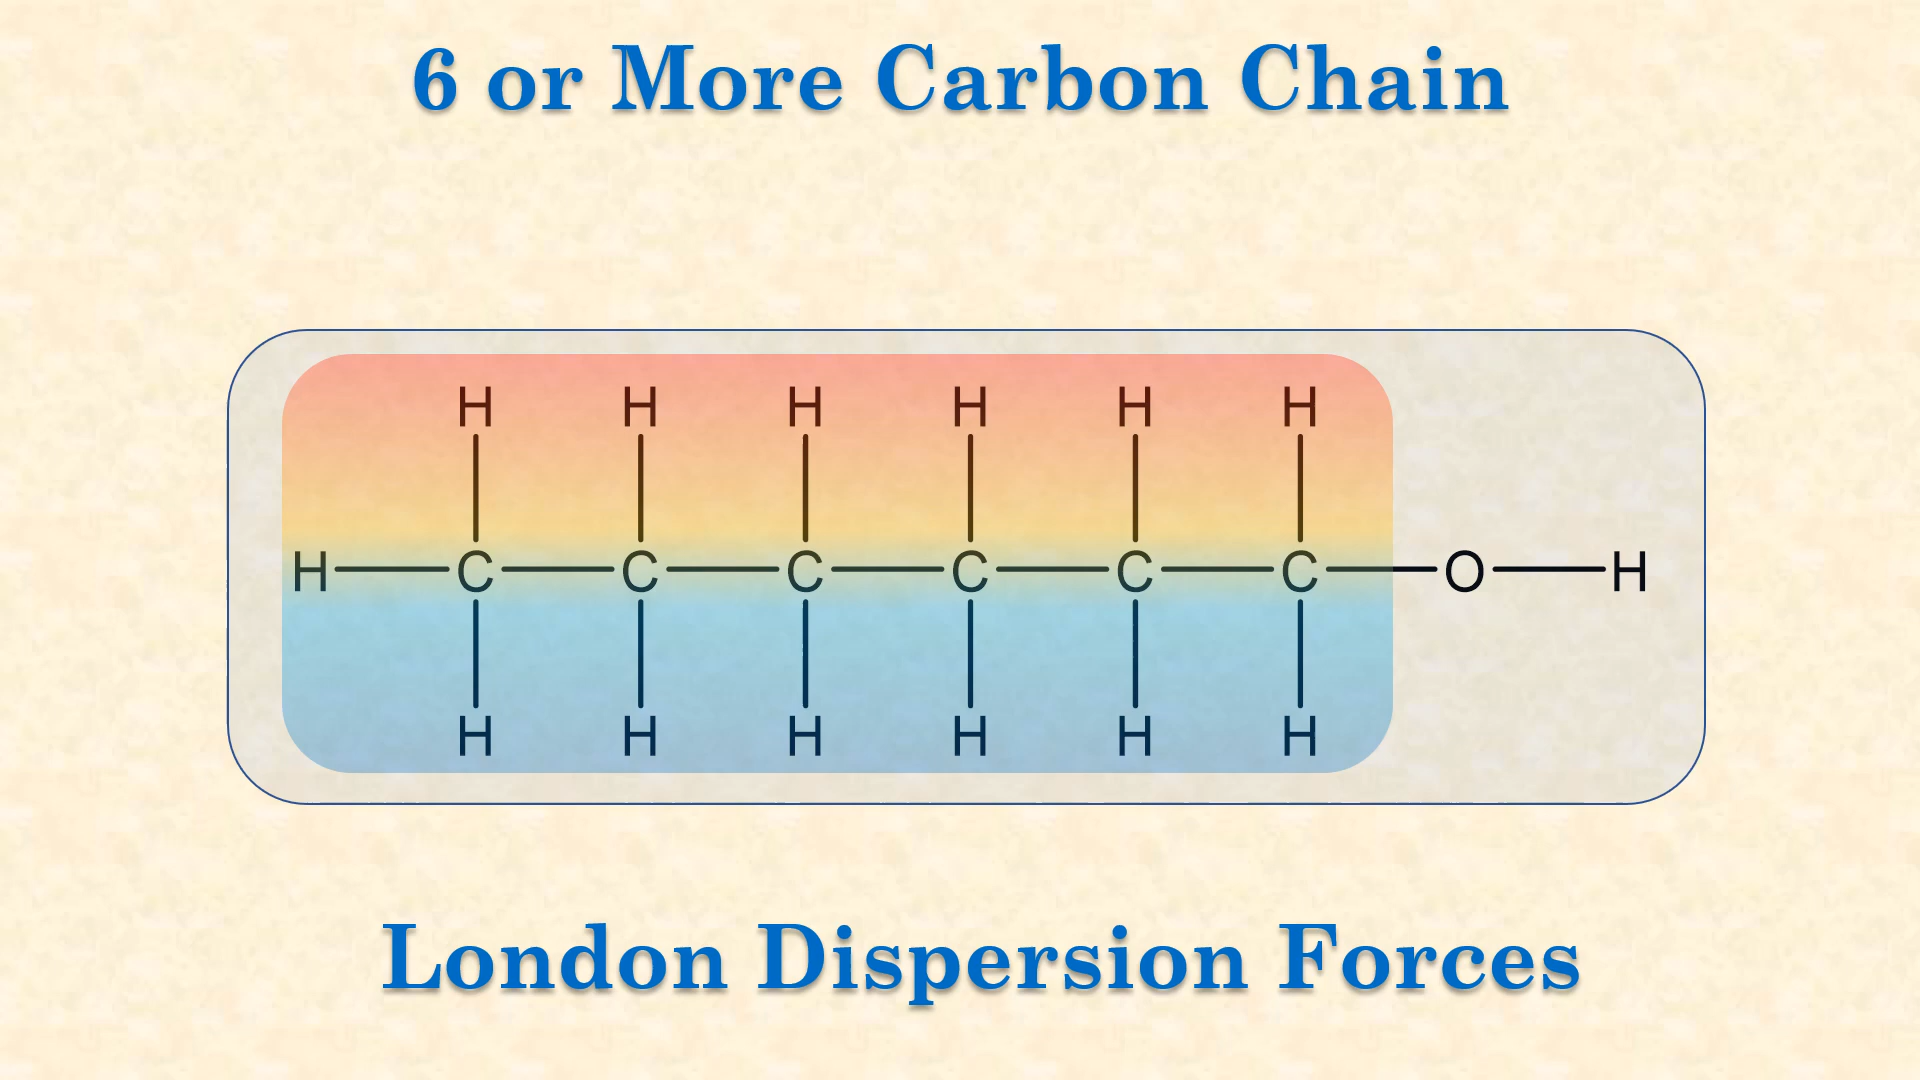 6 or More Carbon Chain
H H H H H H
H C C C C C C O H
H H H H H H
London Dispersion Forces